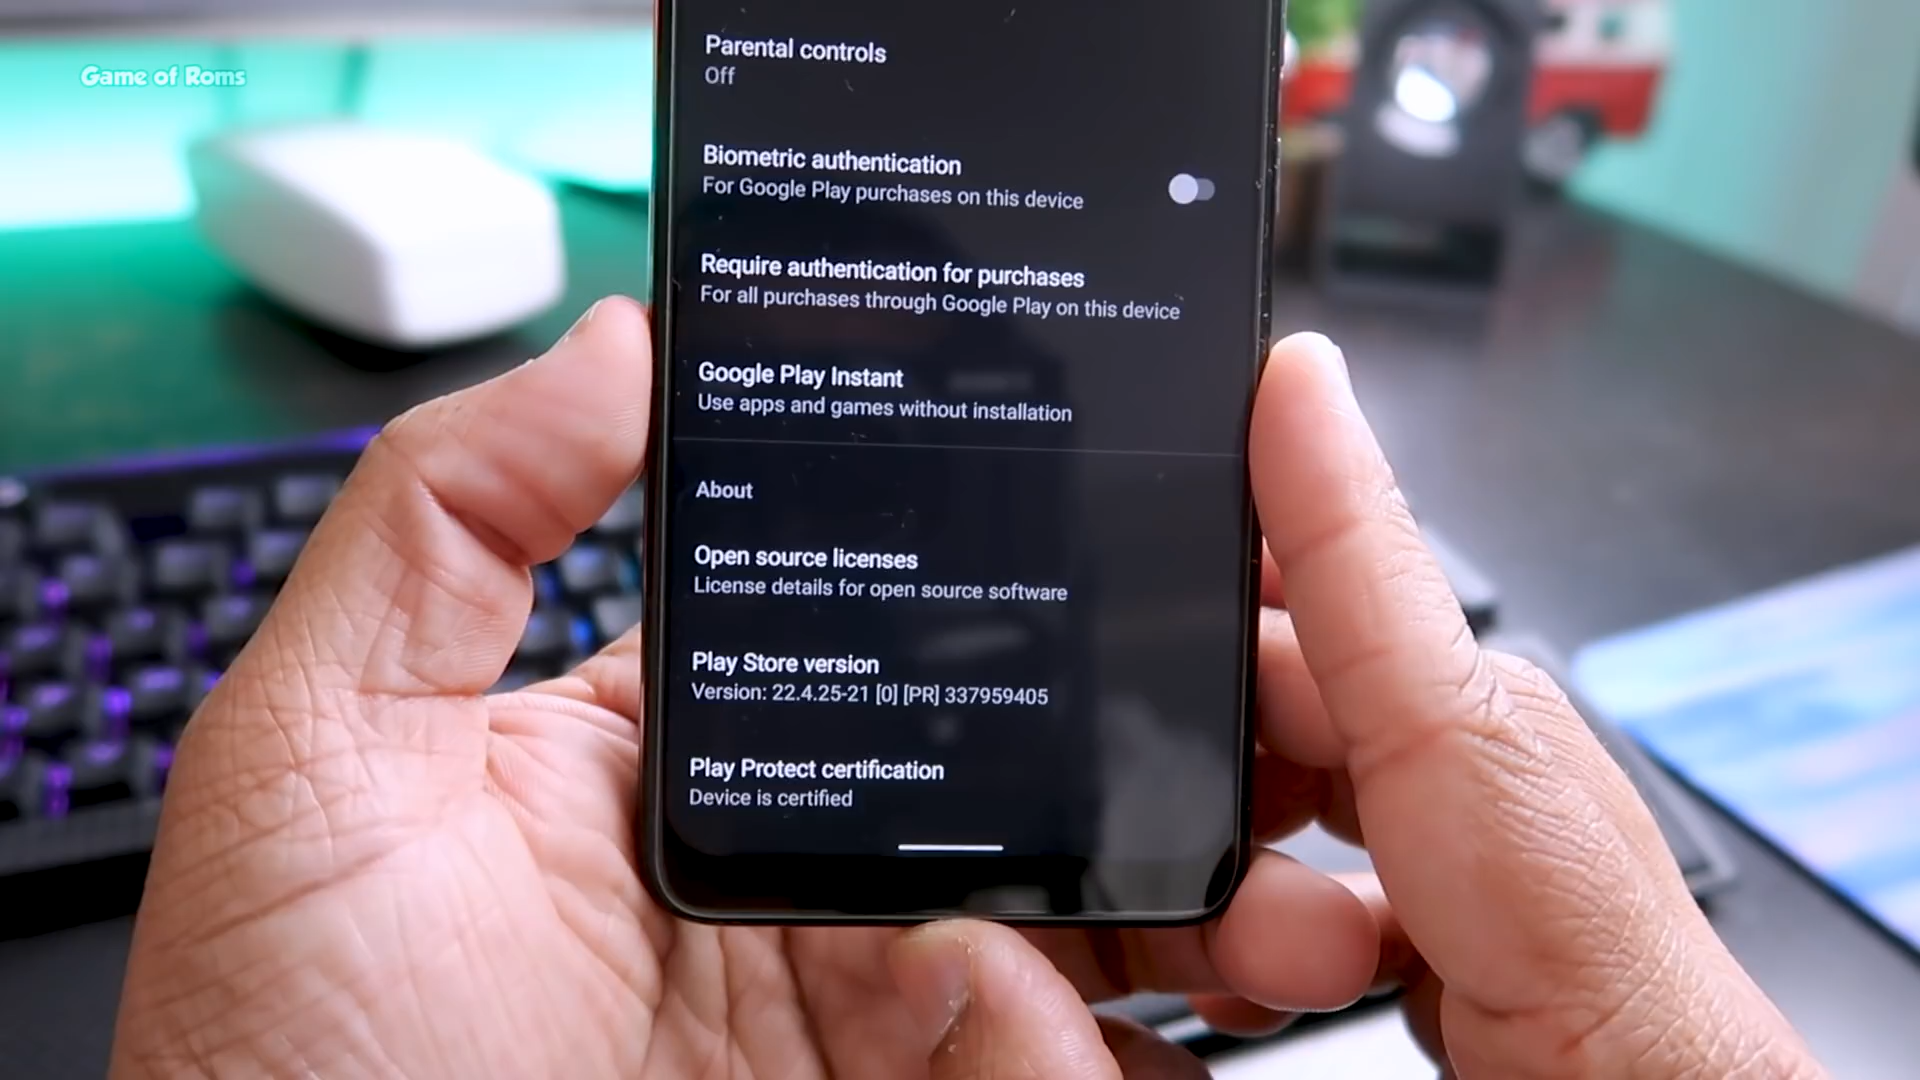 Game of Roms
Parental controls
Off
Biometric authentication
For Google Play purchases on this device
Require authentication for purchases
For all purchases through Google Play on this device
Google Play Instant
Use apps and games without installation
About
Open source licenses
License details for open source software
Play Store version
Version: 22.4.25-21 [0] [PR] 337959405
Play Protect certification
Device is certified